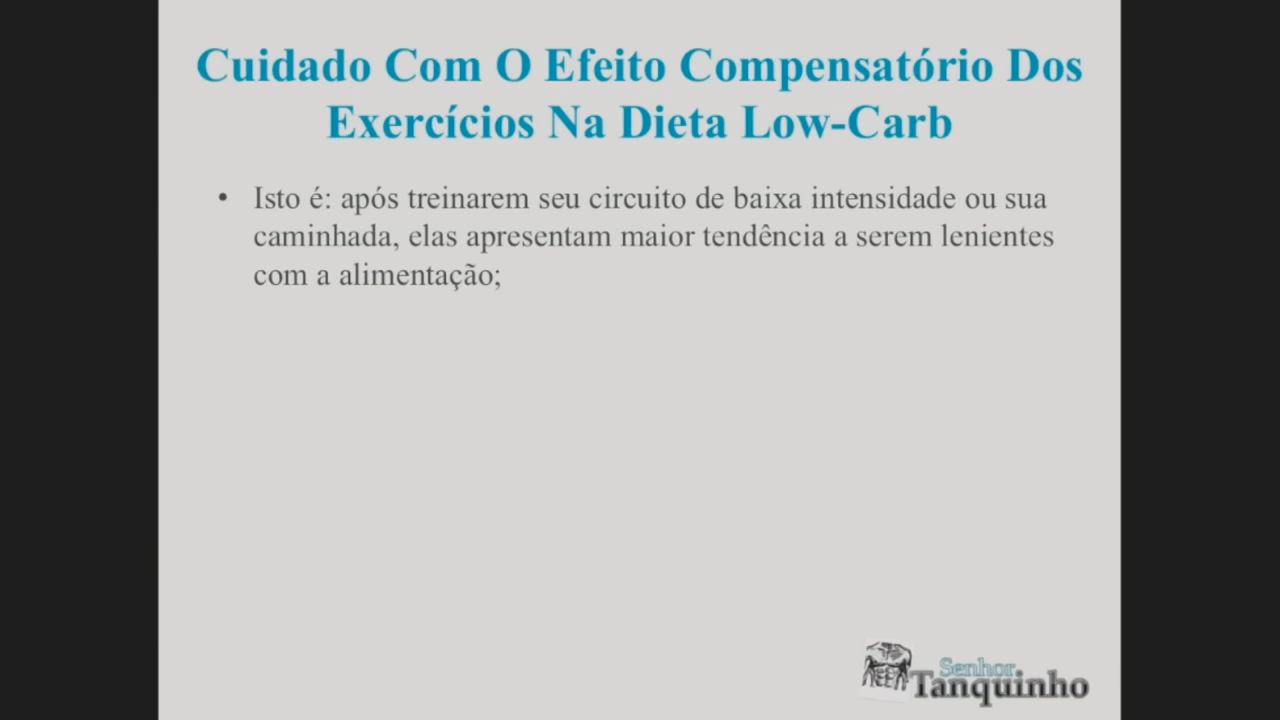 Cuidado Com O Efeito Compensatório Dos
Exercícios Na Dieta Low-Carb
• Isto é: após treinarem seu circuito de baixa intensidade ou sua
caminhada, elas apresentam maior tendência a serem lenientes
com a alimentação;
Senhor
Tanquinho